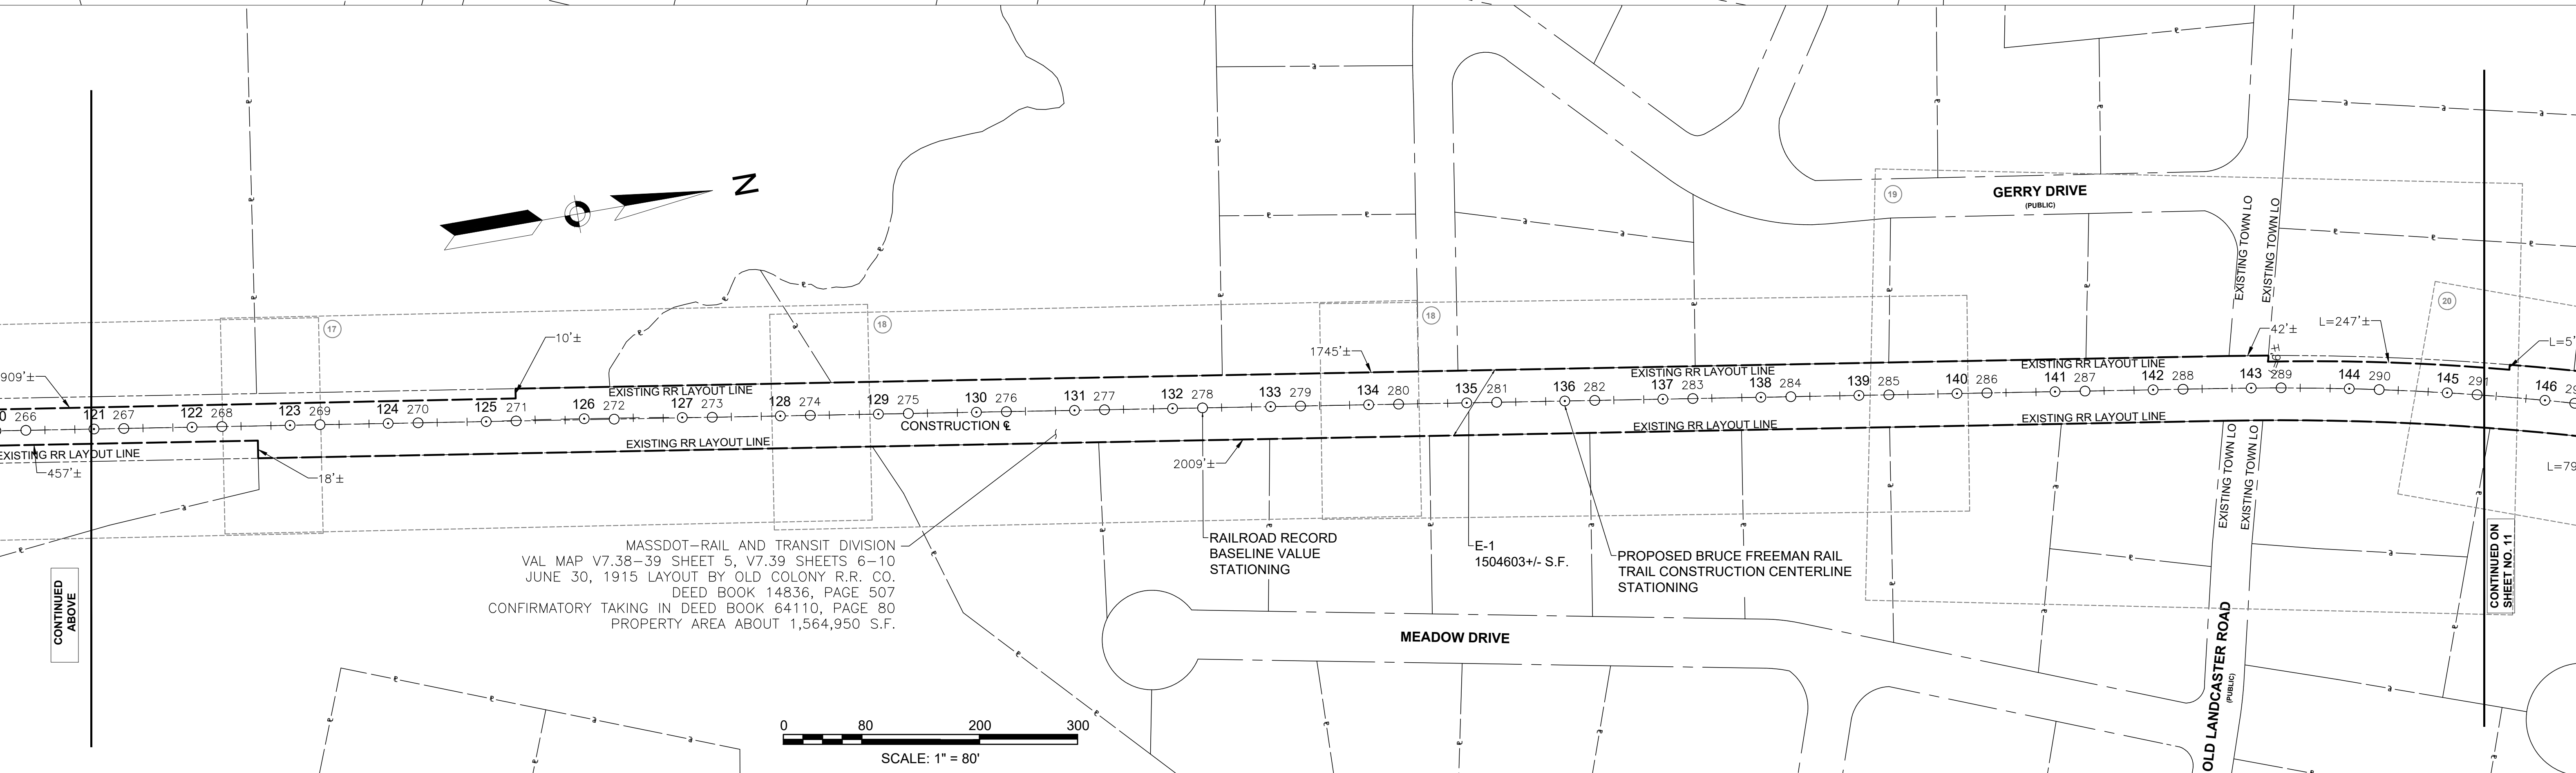 N
GERRY DRIVE
(PUBLIC)
EXISTING TOWN LO
EXISTING TOWN LO
17
18
18
19
20
909'±
10'±
1745'±
42'±
L=247'±
L=5'
EXISTING RR LAYOUT LINE
EXISTING RR LAYOUT LINE
EXISTING RR LAYOUT LINE
0 266 121 267 122 268 123 269 124 270 125 271 126 272 127 273 128 274 129 275 130 276 131 277 132 278 133 279 134 280 135 281 136 282 137 283 138 284 139 285 140 286 141 287 142 288 143 289 144 290 145 291 146 29
CONSTRUCTION ℄
EXISTING RR LAYOUT LINE
EXISTING RR LAYOUT LINE
EXISTING RR LAYOUT LINE
EXISTING RR LAYOUT LINE
457'±
18'±
2009'±
L=79
EXISTING TOWN LO
EXISTING TOWN LO
MASSDOT-RAIL AND TRANSIT DIVISION
VAL MAP V7.38-39 SHEET 5, V7.39 SHEETS 6-10
JUNE 30, 1915 LAYOUT BY OLD COLONY R.R. CO.
DEED BOOK 14836, PAGE 507
CONFIRMATORY TAKING IN DEED BOOK 64110, PAGE 80
PROPERTY AREA ABOUT 1,564,950 S.F.
RAILROAD RECORD
BASELINE VALUE
STATIONING
E-1
1504603+/- S.F.
PROPOSED BRUCE FREEMAN RAIL
TRAIL CONSTRUCTION CENTERLINE
STATIONING
CONTINUED
ABOVE
CONTINUED ON
SHEET NO. 11
MEADOW DRIVE
OLD LANDCASTER ROAD
(PUBLIC)
0 80 200 300
SCALE: 1" = 80'